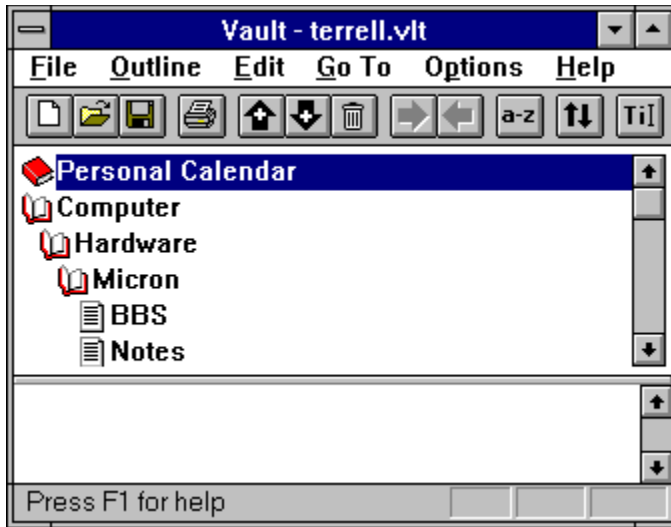 Vault - terrell.vlt
File Outline Edit Go To Options Help
a-z TiI
Personal Calendar
Computer
Hardware
Micron
BBS
Notes
Press F1 for help